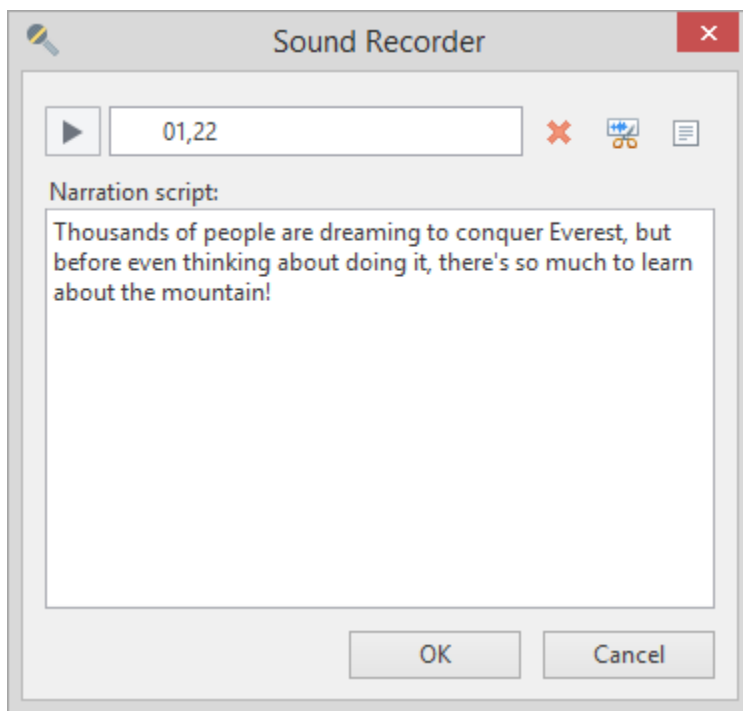 Sound Recorder
01,22
Narration script:
Thousands of people are dreaming to conquer Everest, but
before even thinking about doing it, there's so much to learn
about the mountain!
OK
Cancel